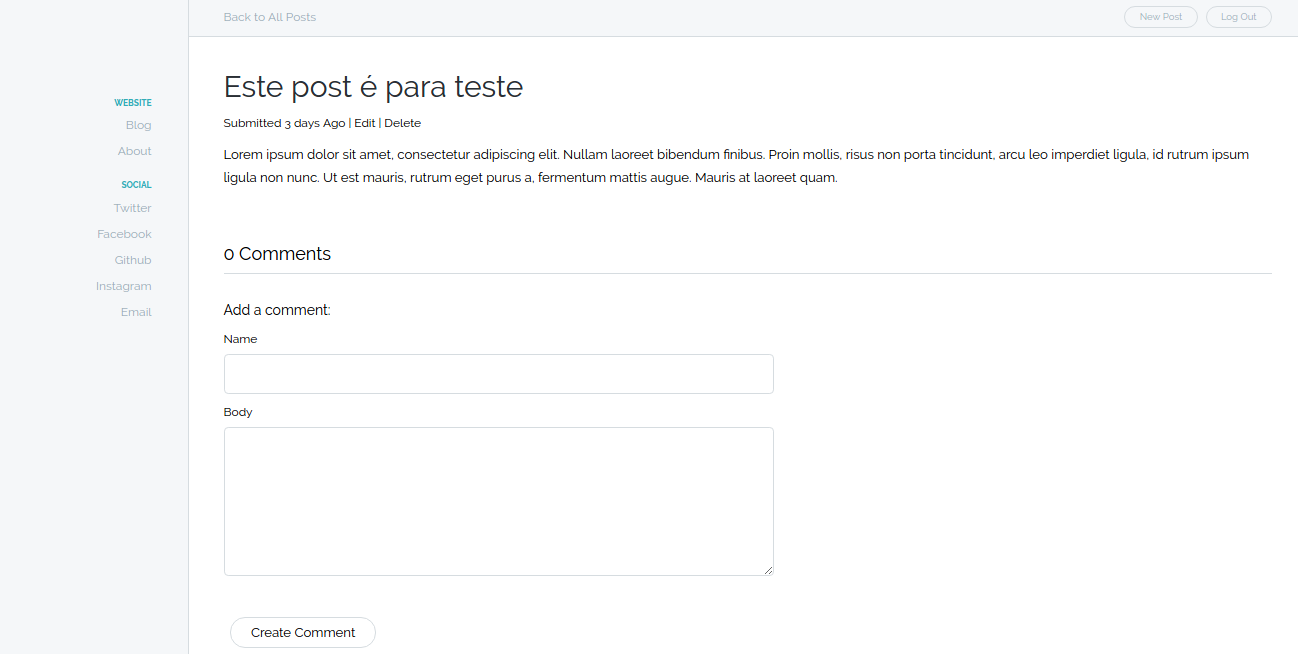 Back to All Posts
New Post
Log Out
WEBSITE
Blog
About
SOCIAL
Twitter
Facebook
Github
Instagram
Email
Este post é para teste
Submitted 3 days Ago | Edit | Delete
Lorem ipsum dolor sit amet, consectetur adipiscing elit. Nullam laoreet bibendum finibus. Proin mollis, risus non porta tincidunt, arcu leo imperdiet ligula, id rutrum ipsum
ligula non nunc. Ut est mauris, rutrum eget purus a, fermentum mattis augue. Mauris at laoreet quam.
0 Comments
Add a comment:
Name
Body
Create Comment